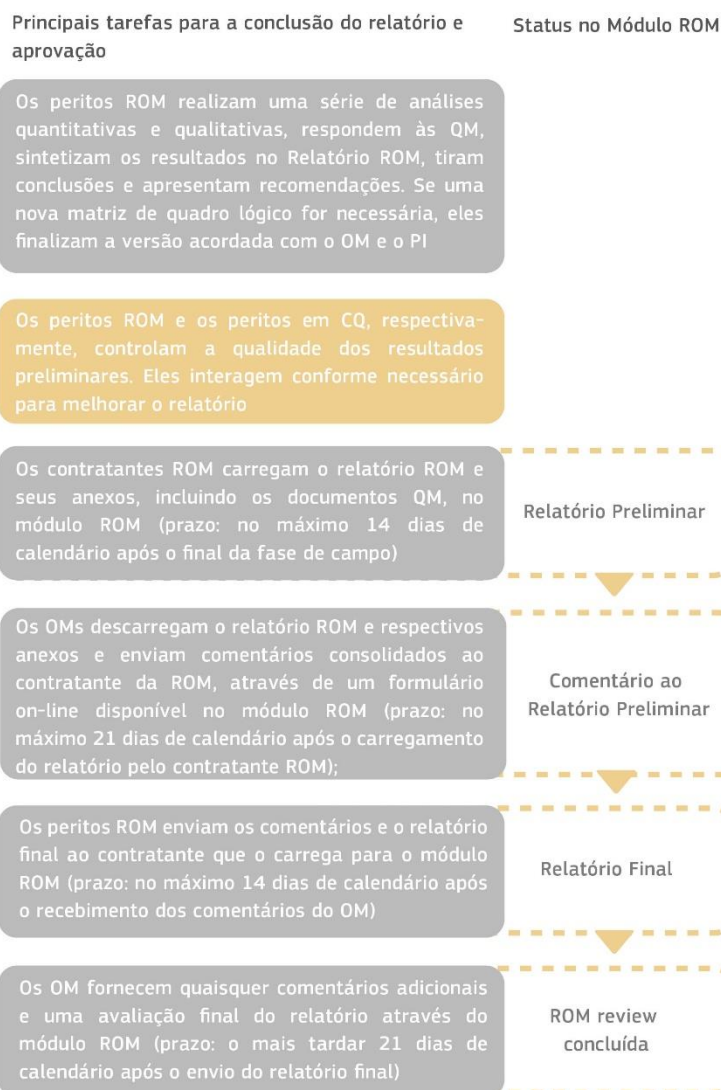 Principais tarefas para a conclusão do relatório e
aprovação
Status no Módulo ROM
Os peritos ROM realizam uma série de análises
quantitativas e qualitativas, respondem às QM,
sintetizam os resultados no Relatório ROM, tiram
conclusões e apresentam recomendações. Se uma
nova matriz de quadro lógico for necessária, eles
finalizam a versão acordada com o OM e o PI
Os peritos ROM e os peritos em CQ, respectiva-
mente, controlam a qualidade dos resultados
preliminares. Eles interagem conforme necessário
para melhorar o relatório
Os contratantes ROM carregam o relatório ROM e
seus anexos, incluindo os documentos QM, no
módulo ROM (prazo: no máximo 14 dias de
calendário após o final da fase de campo)
Relatório Preliminar
Os OMs descarregam o relatório ROM e respectivos
anexos e enviam comentários consolidados ao
contratante da ROM, através de um formulário
on-line disponível no módulo ROM (prazo: no
máximo 21 dias de calendário após o carregamento
do relatório pelo contratante ROM);
Comentário ao
Relatório Preliminar
Os peritos ROM enviam os comentários e o relatório
final ao contratante que o carrega para o módulo
ROM (prazo: no máximo 14 dias de calendário após
o recebimento dos comentários do OM)
Relatório Final
Os OM fornecem quaisquer comentários adicionais
e uma avaliação final do relatório através do
módulo ROM (prazo: o mais tardar 21 dias de
calendário após o envio do relatório final)
ROM review
concluída